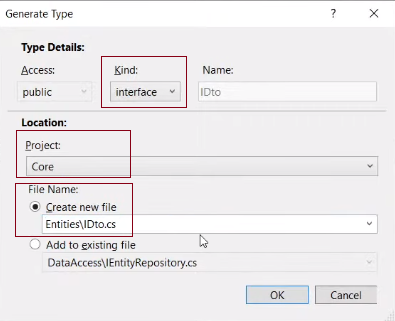 Generate Type
?
Type Details:
Access: Kind: Name:
public interface IDto
Location:
Project:
Core
File Name:
Create new file
Entities\IDto.cs
Add to existing file
DataAccess\IEntityRepository.cs
OK Cancel